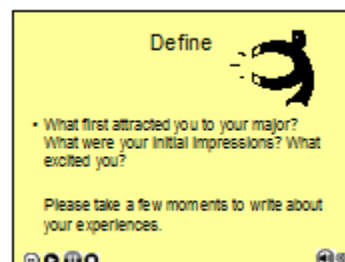 Define
• What first attracted you to your major?
What were your initial impressions? What
excited you?
Please take a few moments to write about
your experiences.